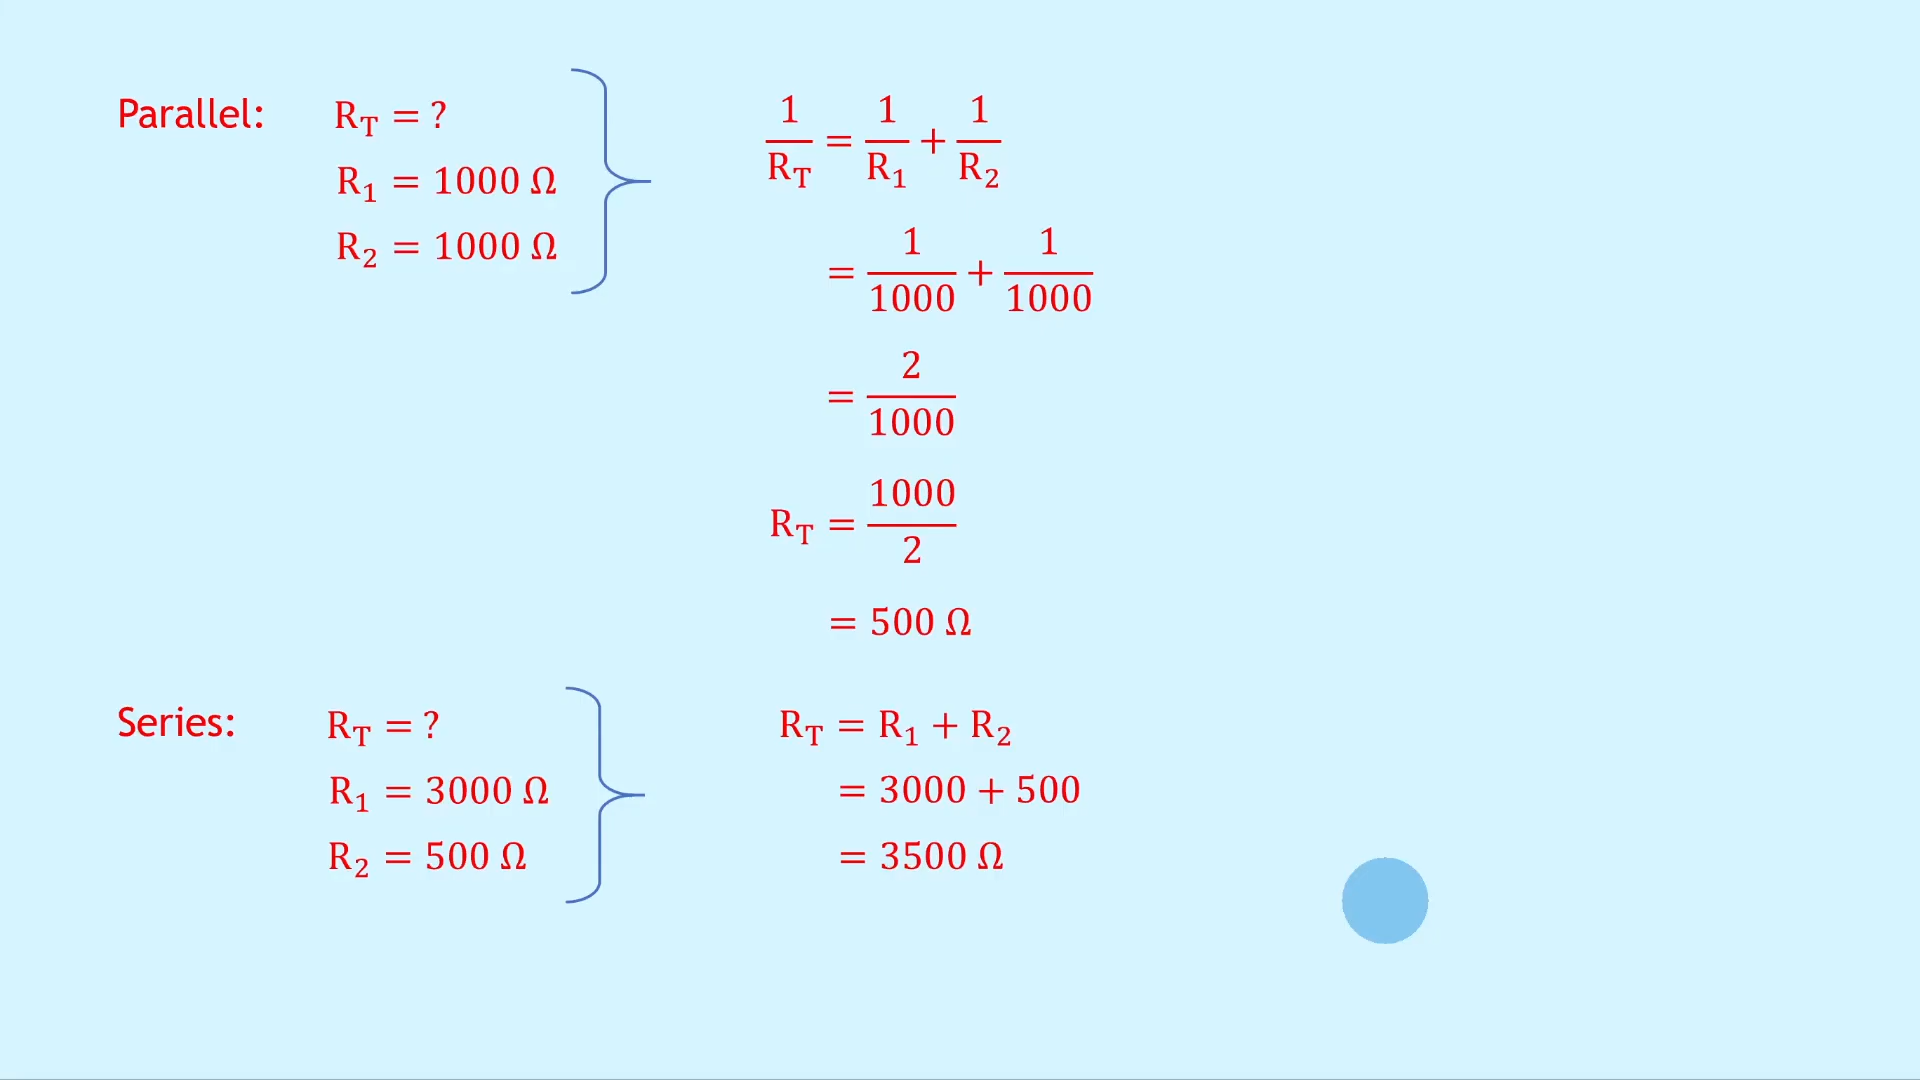 Parallel: R_T = ?
R_1 = 1000 Ω
R_2 = 1000 Ω
1/R_T = 1/R_1 + 1/R_2
= 1/1000 + 1/1000
= 2/1000
R_T = 1000/2
= 500 Ω
Series: R_T = ?
R_1 = 3000 Ω
R_2 = 500 Ω
R_T = R_1 + R_2
= 3000 + 500
= 3500 Ω